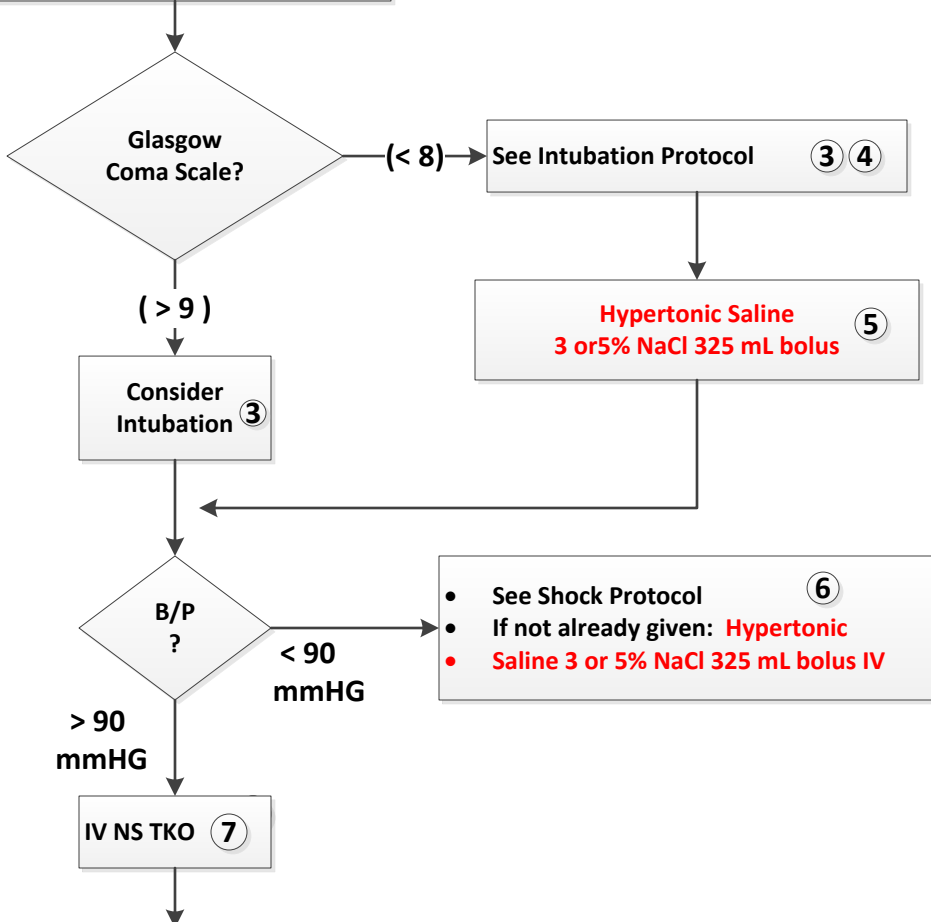 Glasgow
Coma Scale?
(< 8)
See Intubation Protocol ③ ④
( > 9 )
Hypertonic Saline
3 or5% NaCl 325 mL bolus ⑤
Consider
Intubation ③
B/P
?
< 90
mmHG
See Shock Protocol ⑥
• If not already given: Hypertonic
• Saline 3 or 5% NaCl 325 mL bolus IV
> 90
mmHG
IV NS TKO ⑦